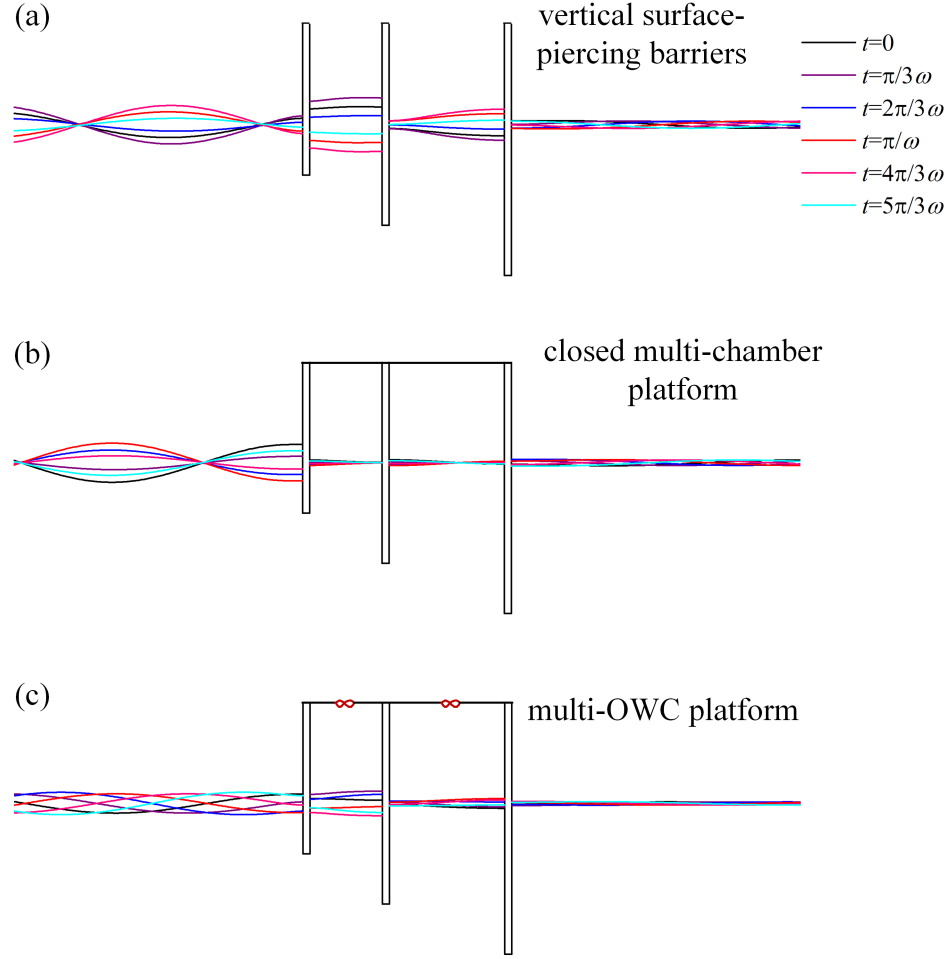 (a)
vertical surface-
piercing barriers
t=0
t=π/3ω
t=2π/3ω
t=π/ω
t=4π/3ω
t=5π/3ω
(b)
closed multi-chamber
platform
(c)
multi-OWC platform